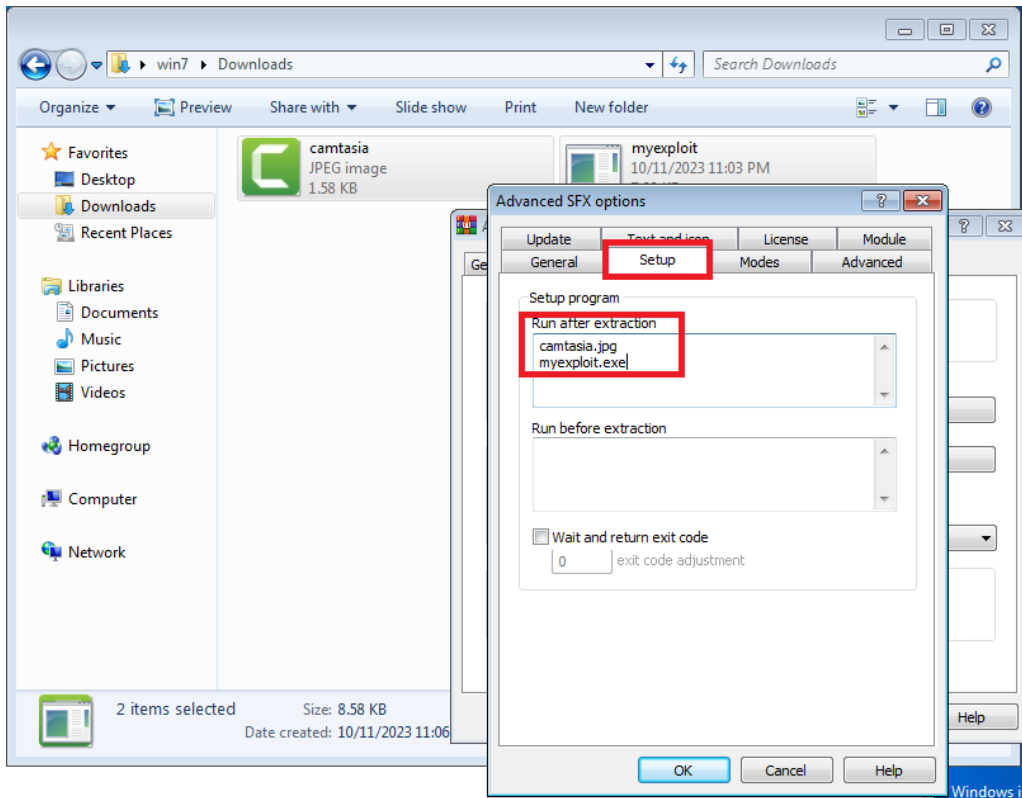 win7 Downloads
Search Downloads
Organize Preview Share with Slide show Print New folder
Favorites
Desktop
Downloads
Recent Places
Libraries
Documents
Music
Pictures
Videos
Homegroup
Computer
Network
camtasia
JPEG image
1.58 KB
myexploit
10/11/2023 11:03 PM
Advanced SFX options
Update Text and icon License Module
General Setup Modes Advanced
Setup program
Run after extraction
camtasia.jpg
myexploit.exe
Run before extraction
Wait and return exit code
0 exit code adjustment
OK Cancel Help
Help
2 items selected Size: 8.58 KB
Date created: 10/11/2023 11:06
Windows